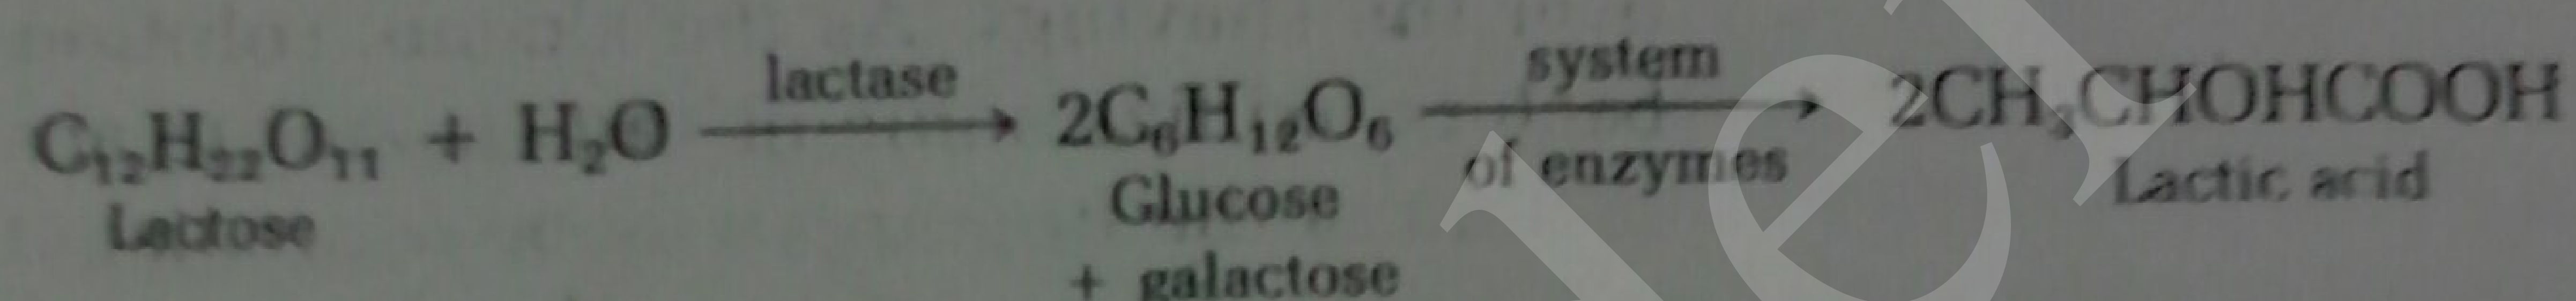 C₁₂H₂₂O₁₁ + H₂O lactase → 2C₆H₁₂O₆ system of enzymes → 2CH₃CHOHCOOH
Lactose Glucose + galactose Lactic acid